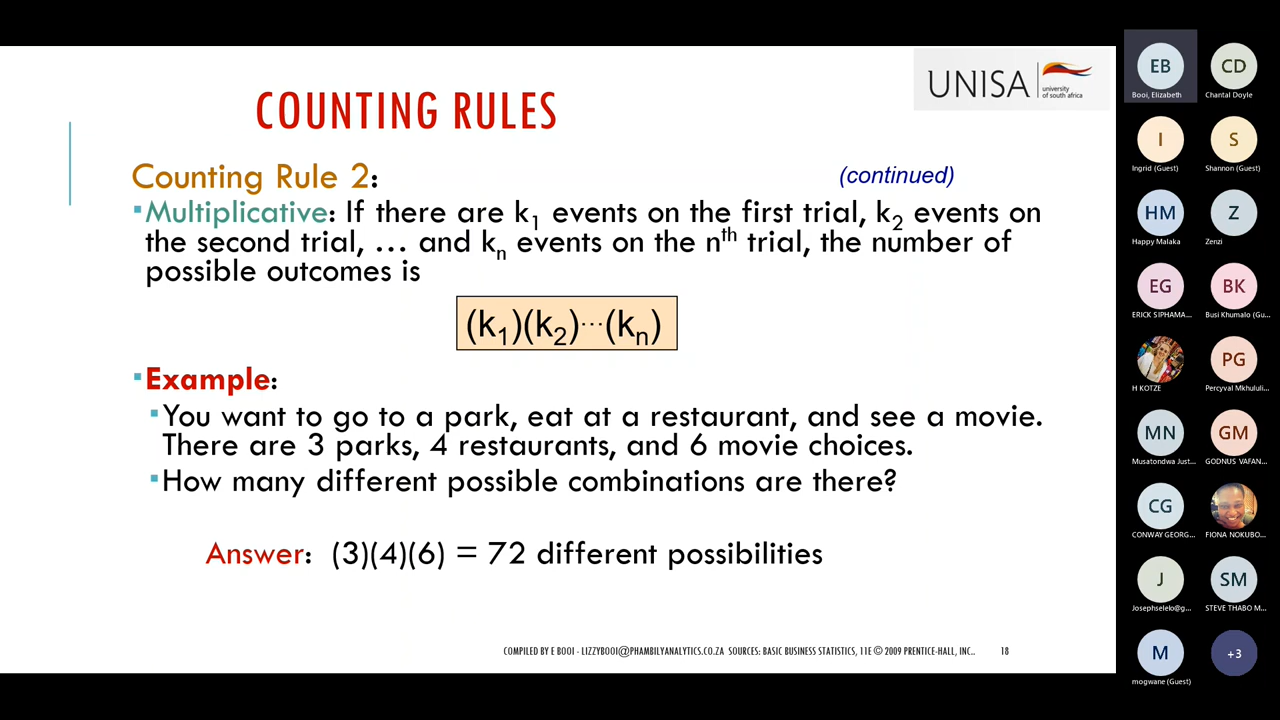 UNISA
university
of south africa
COUNTING RULES
Counting Rule 2:
(continued)
Multiplicative: If there are k1 events on the first trial, k2 events on
the second trial, … and kn events on the nth trial, the number of
possible outcomes is
(k1)(k2)…(kn)
Example:
You want to go to a park, eat at a restaurant, and see a movie.
There are 3 parks, 4 restaurants, and 6 movie choices.
How many different possible combinations are there?
Answer: (3)(4)(6) = 72 different possibilities
COMPILED BY E BOOI - LIZZYBOOI@PHAMBILYANALYTICS.CO.ZA SOURCES: BASIC BUSINESS STATISTICS, 11E © 2009 PRENTICE-HALL, INC.. 18
EB CD
Booi, Elizabeth Chantal Doyle
I S
Ingrid (Guest) Shannon (Guest)
HM Z
Happy Malaka Zenzi
EG BK
ERICK SIPHAMA... Busi Khumalo (Gu...
PG
H KOTZE Percyval Mkhululi...
MN GM
Musatondwa Just... GODNUS VAFAN...
CG
CONWAY GEORG... FIONA NOKUBO...
J SM
Josephselelo@g... STEVE THABO M...
M +3
mogwane (Guest)